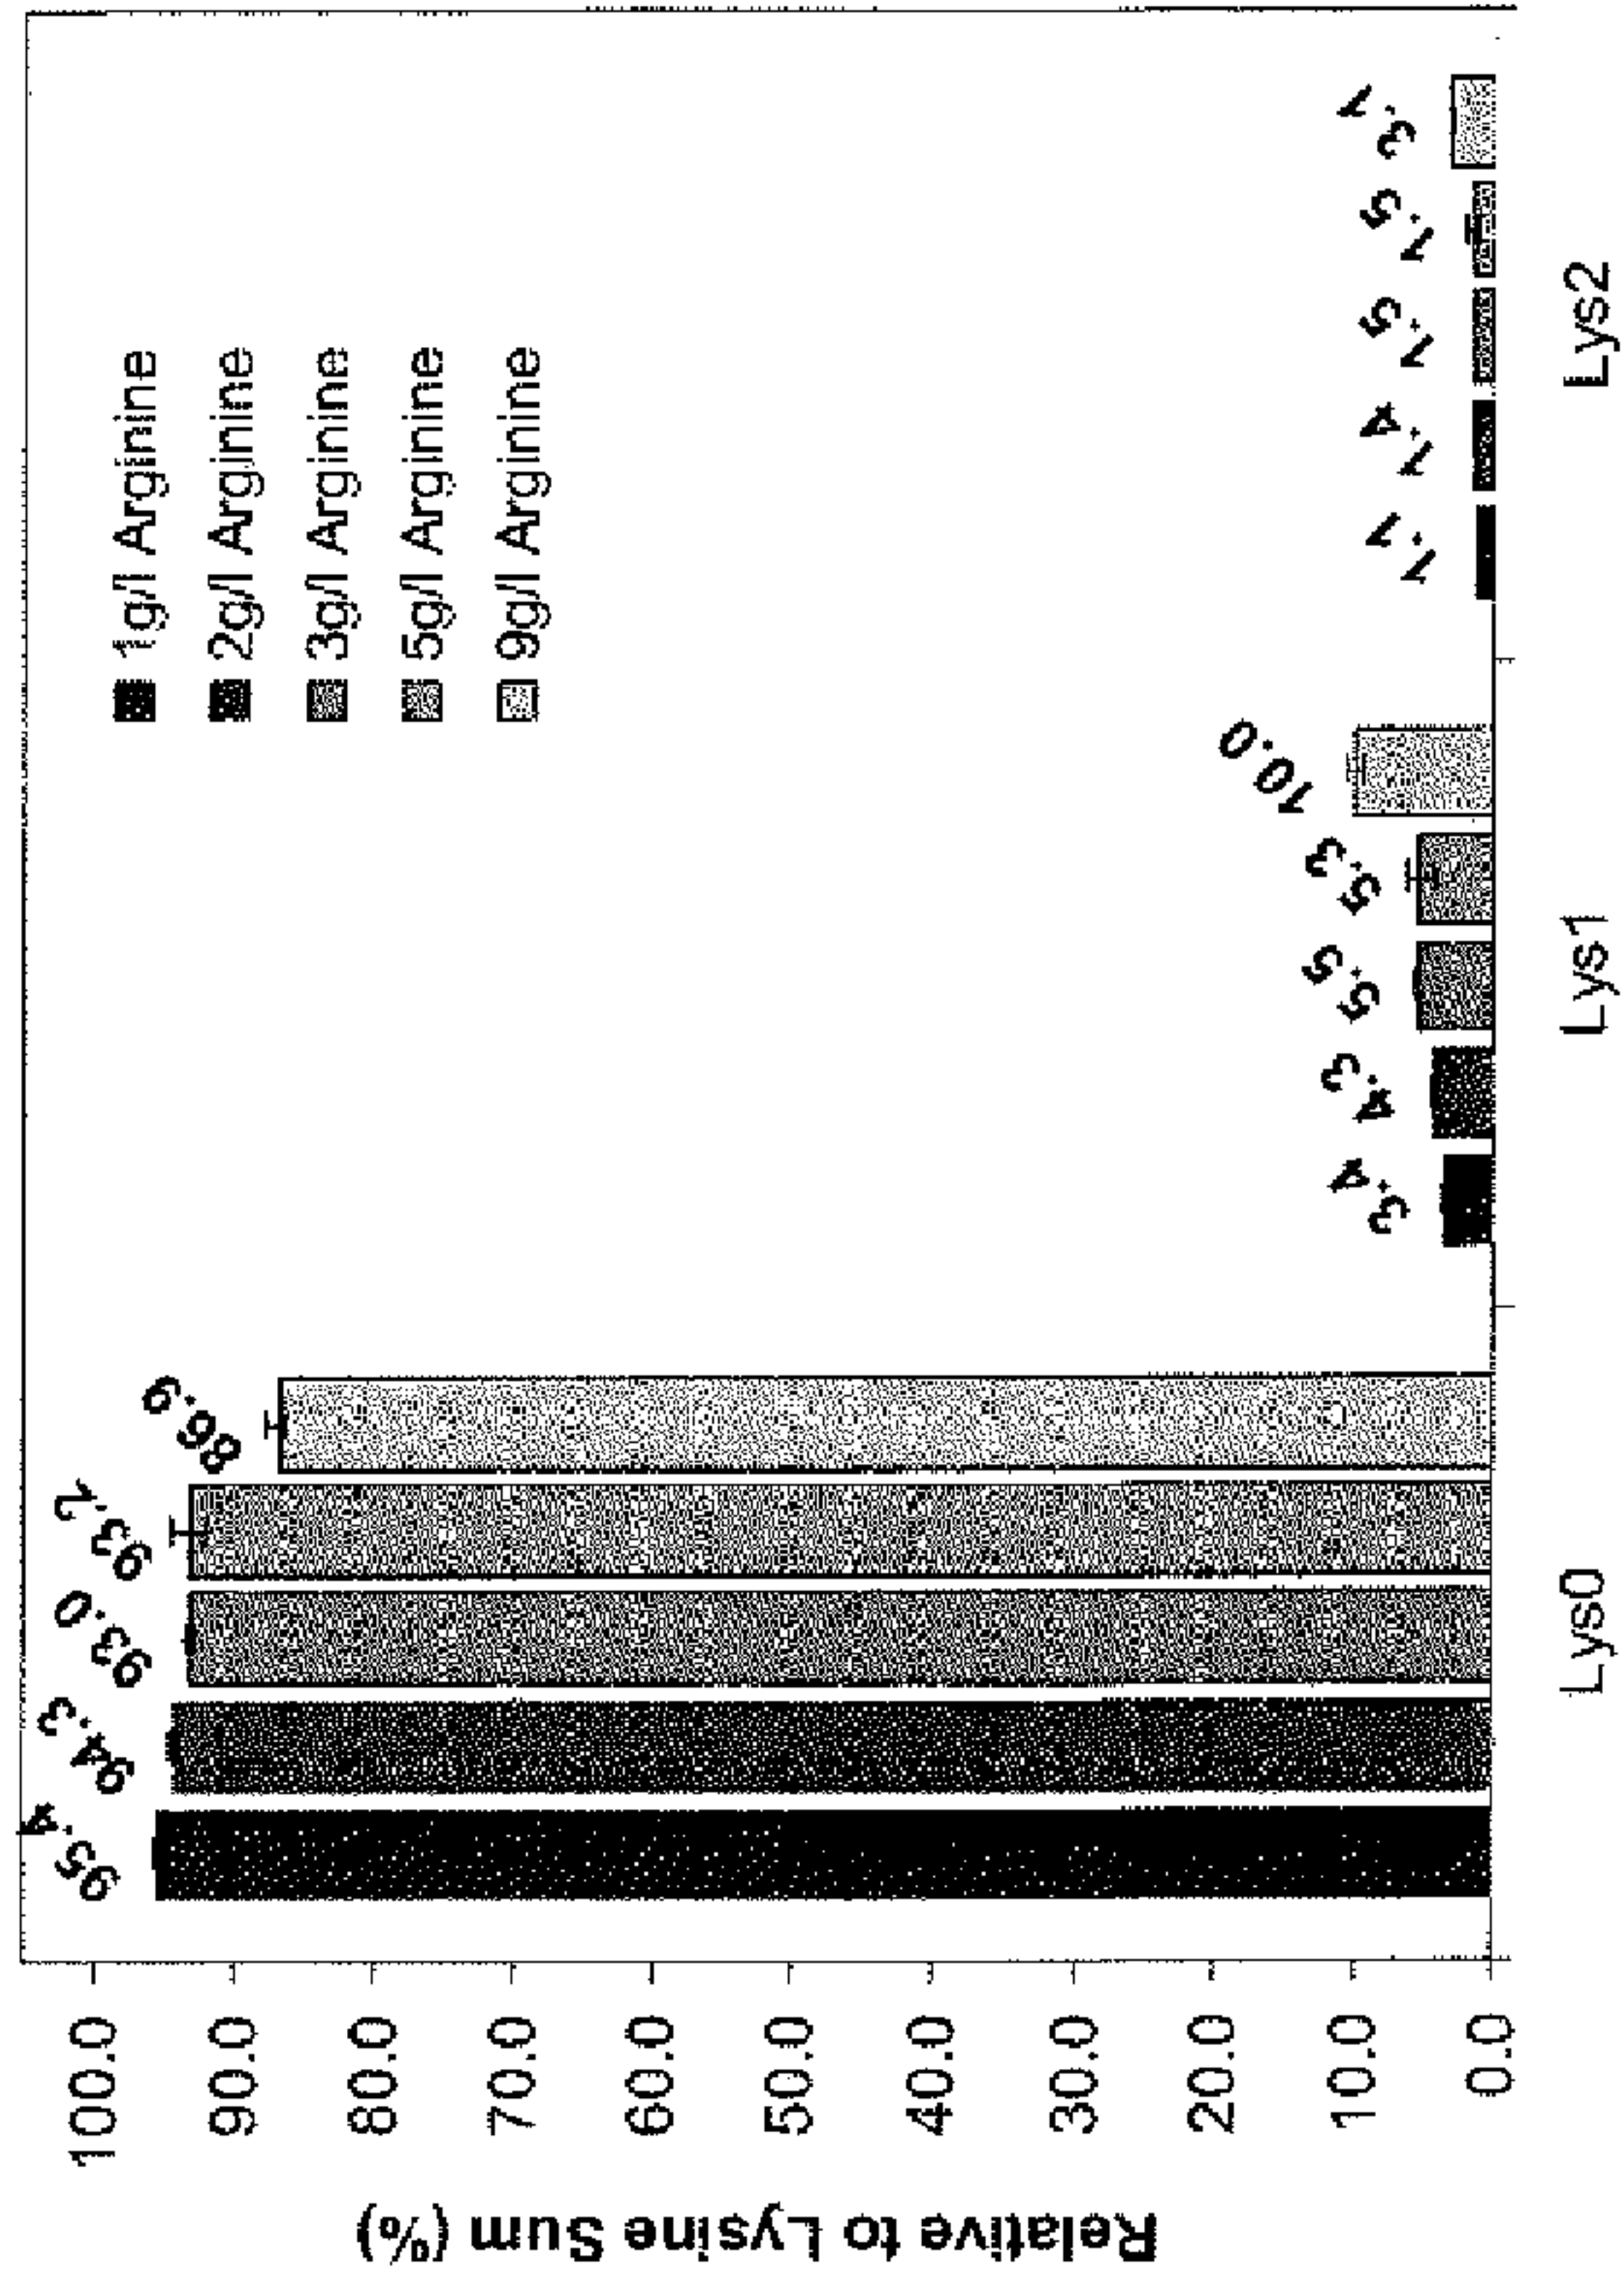 Relative to Lysine Sum (%)
100.0
90.0
80.0
70.0
60.0
50.0
40.0
30.0
20.0
10.0
0.0
1g/l Arginine
2g/l Arginine
3g/l Arginine
5g/l Arginine
9g/l Arginine
95.4
94.3
93.0
93.2
86.9
3.4
4.3
5.5
5.3
10.0
1.1
1.4
1.5
1.5
3.1
Lys0
Lys1
Lys2